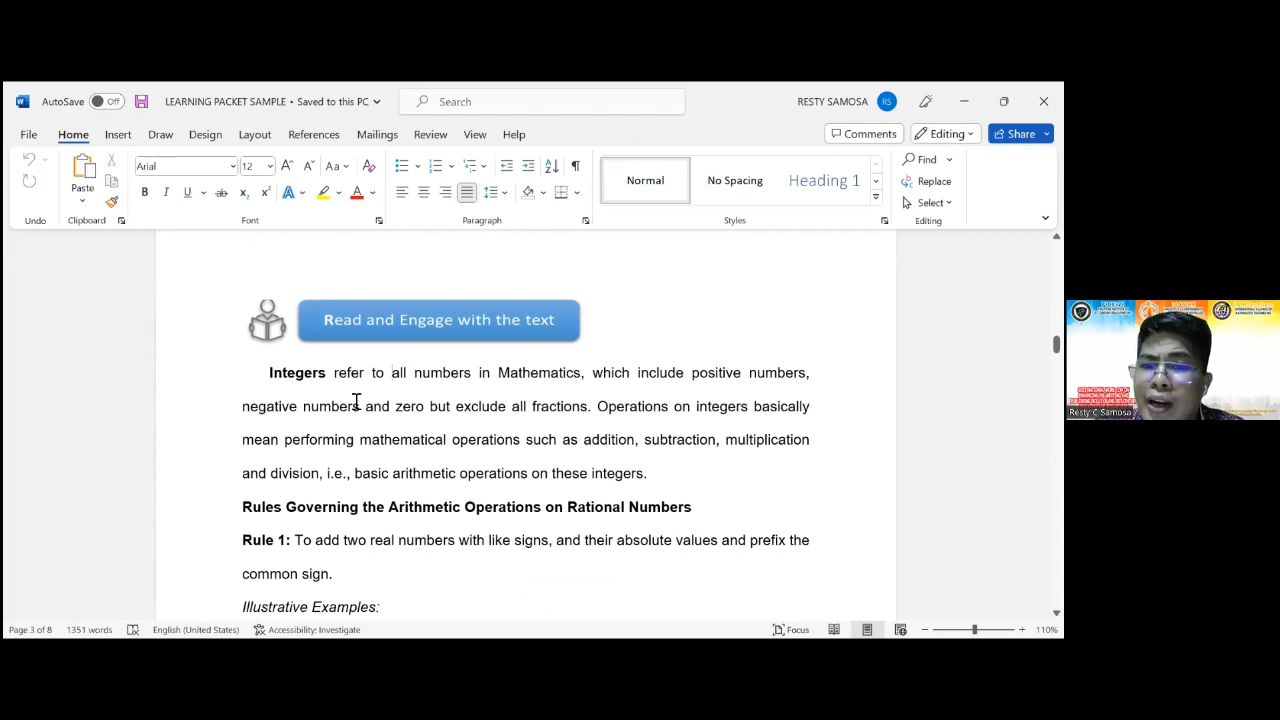 AutoSave Off LEARNING PACKET SAMPLE • Saved to this PC Search RESTY SAMOSA RS
File Home Insert Draw Design Layout References Mailings Review View Help Comments Editing Share
Arial 12 Aa Find
Paste Normal No Spacing Heading 1 Replace
Select
Undo Clipboard Font Paragraph Styles Editing
Read and Engage with the text
Integers refer to all numbers in Mathematics, which include positive numbers,
negative numbers and zero but exclude all fractions. Operations on integers basically
mean performing mathematical operations such as addition, subtraction, multiplication
and division, i.e., basic arithmetic operations on these integers.
Rules Governing the Arithmetic Operations on Rational Numbers
Rule 1: To add two real numbers with like signs, and their absolute values and prefix the
common sign.
Illustrative Examples:
Page 3 of 8 1351 words English (United States) Accessibility: Investigate Focus 110%
Resty C Samosa